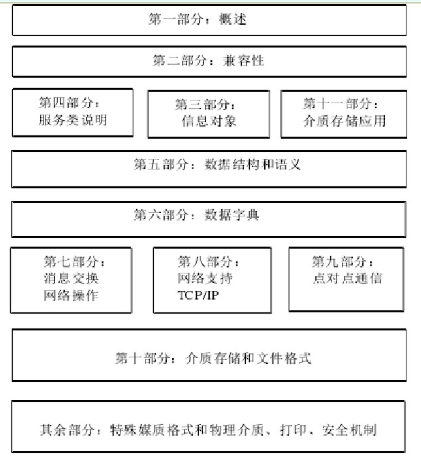 第一部分：概述
第二部分：兼容性
第四部分：
服务类说明
第三部分：
信息对象
第十一部分：
介质存储应用
第五部分：数据结构和语义
第六部分：数据字典
第七部分：
消息交换
网络操作
第八部分：
网络支持
TCP/IP
第九部分：
点对点通信
第十部分：介质存储和文件格式
其余部分：特殊媒质格式和物理介质、打印、安全机制